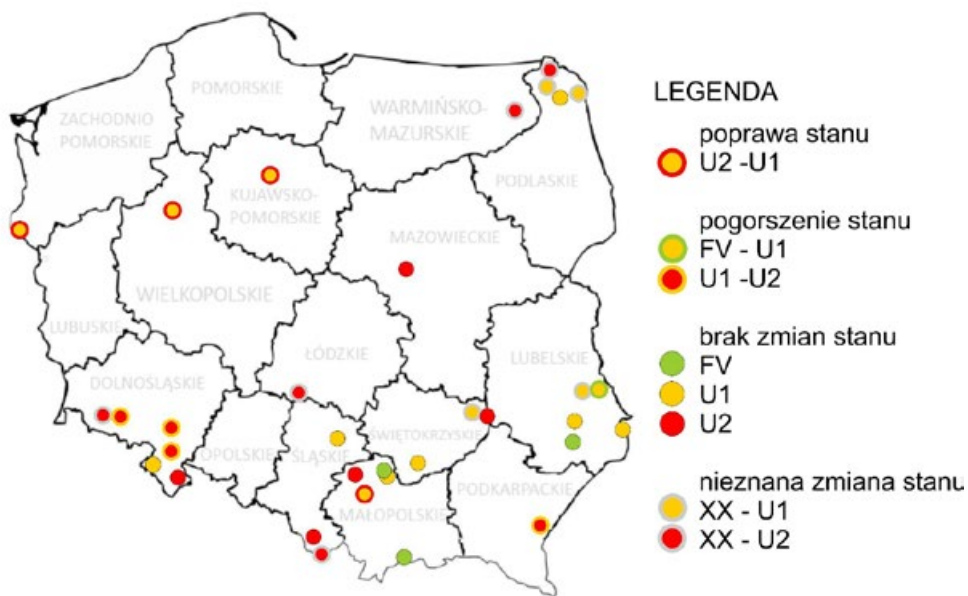 POMORSKIE
ZACHODNIO
POMORSKIE
WARMIŃSKO-
MAZURSKIE
KUJAWSKO-
POMORSKIE
PODLASKIE
MAZOWIECKIE
WIELKOPOLSKIE
LUBUSKIE
ŁÓDZKIE
LUBELSKIE
DOLNOŚLĄSKIE
OPOLSKIE
ŚLĄSKIE
ŚWIĘTOKRZYSKIE
PODKARPACKIE
MAŁOPOLSKIE
LEGENDA
poprawa stanu
U2 -U1
pogorszenie stanu
FV - U1
U1 -U2
brak zmian stanu
FV
U1
U2
nieznana zmiana stanu
XX - U1
XX - U2